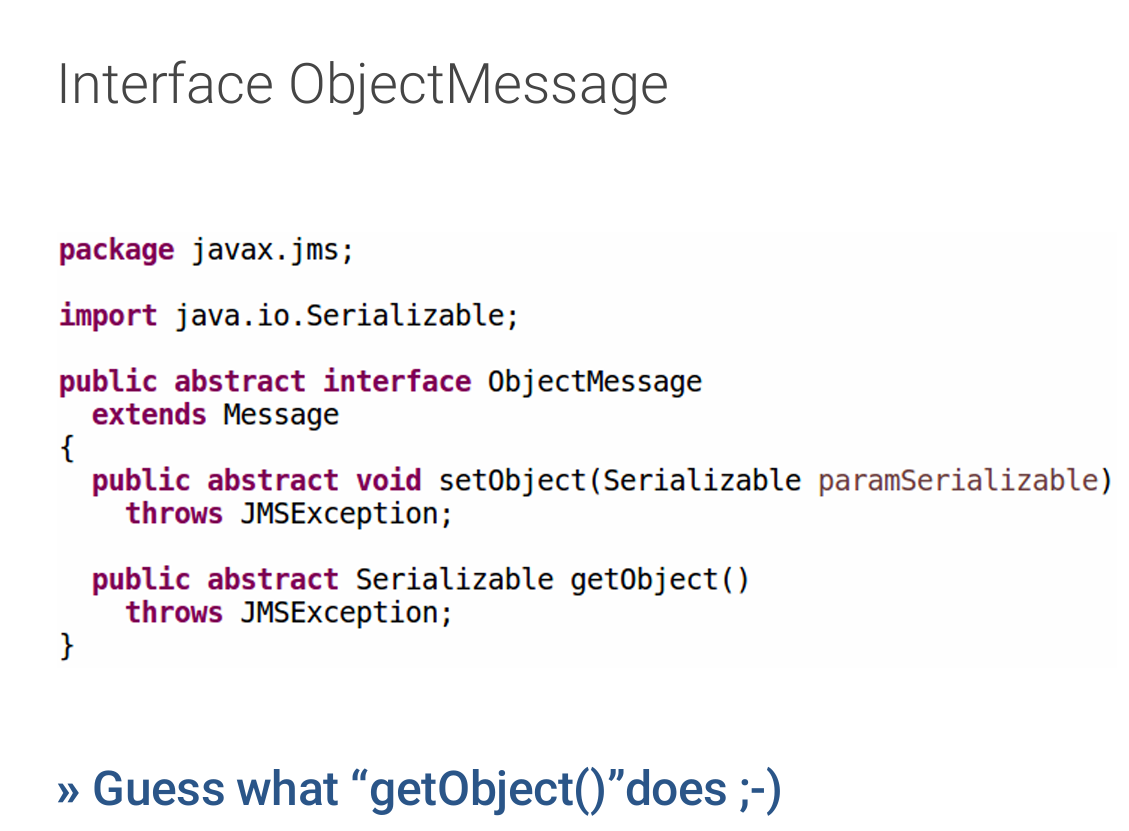 Interface ObjectMessage
package javax.jms;
import java.io.Serializable;
public abstract interface ObjectMessage
extends Message
{
public abstract void setObject(Serializable paramSerializable)
throws JMSException;
public abstract Serializable getObject()
throws JMSException;
}
» Guess what “getObject()”does ;-)